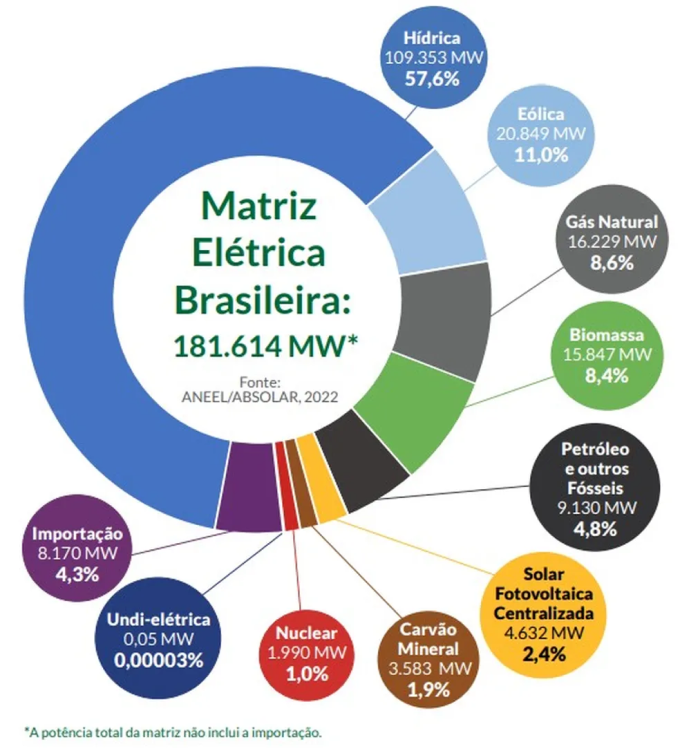 Hídrica
109.353 MW
57,6%
Eólica
20.849 MW
11,0%
Gás Natural
16.229 MW
8,6%
Biomassa
15.847 MW
8,4%
Petróleo
e outros
Fósseis
9.130 MW
4,8%
Solar
Fotovoltaica
Centralizada
4.632 MW
2,4%
Carvão
Mineral
3.583 MW
1,9%
Nuclear
1.990 MW
1,0%
Undi-elétrica
0,05 MW
0,00003%
Importação
8.170 MW
4,3%
Matriz
Elétrica
Brasileira:
181.614 MW*
Fonte:
ANEEL/ABSOLAR, 2022
*A potência total da matriz não inclui a importação.